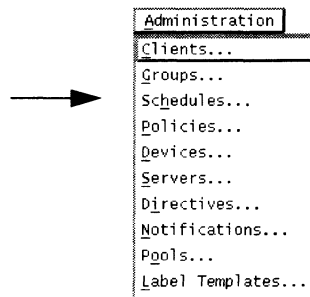 Administration
Clients...
Groups...
Schedules...
Policies...
Devices...
Servers...
Directives...
Notifications...
Pools...
Label Templates...